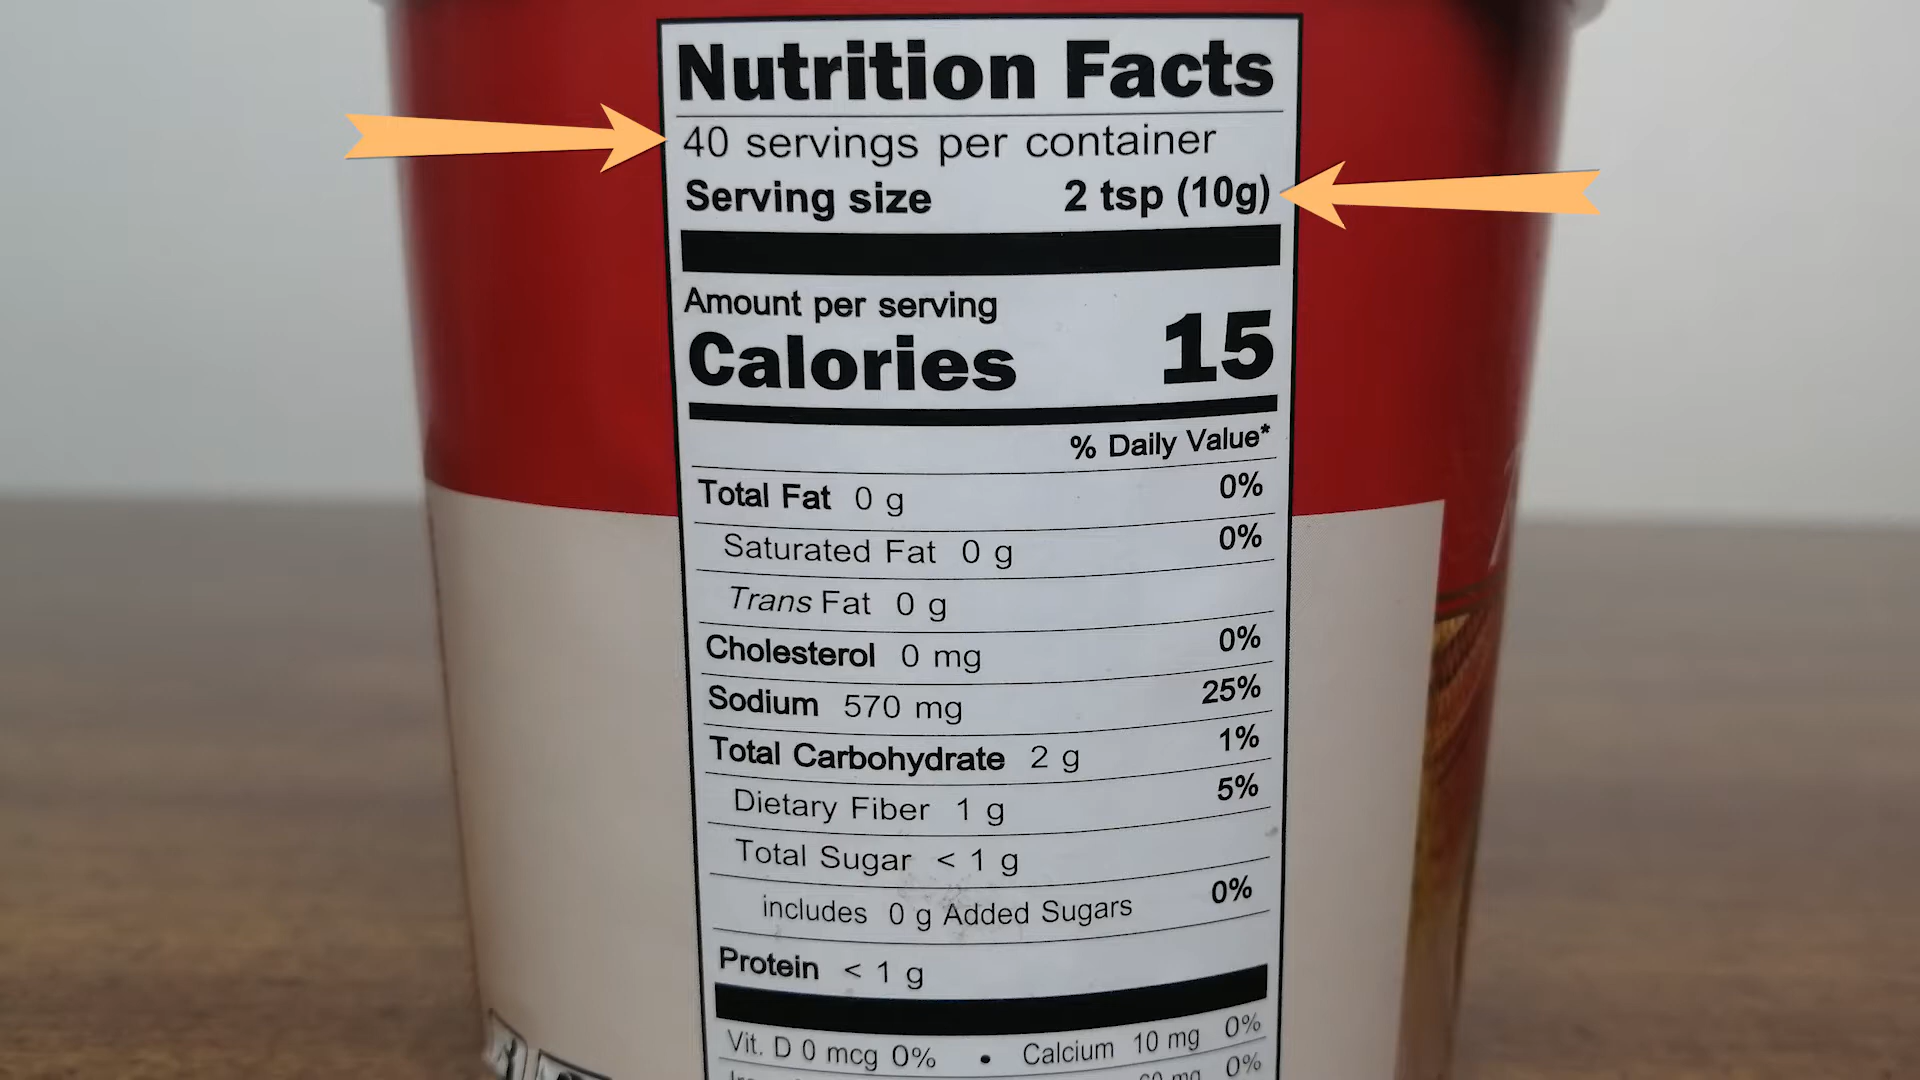 Nutrition Facts
40 servings per container
Serving size 2 tsp (10g)
Amount per serving
Calories 15
% Daily Value*
Total Fat 0 g 0%
Saturated Fat 0 g 0%
Trans Fat 0 g
Cholesterol 0 mg 0%
Sodium 570 mg 25%
Total Carbohydrate 2 g 1%
Dietary Fiber 1 g 5%
Total Sugar < 1 g
includes 0 g Added Sugars 0%
Protein < 1 g
Vit. D 0 mcg 0% • Calcium 10 mg 0%
0%